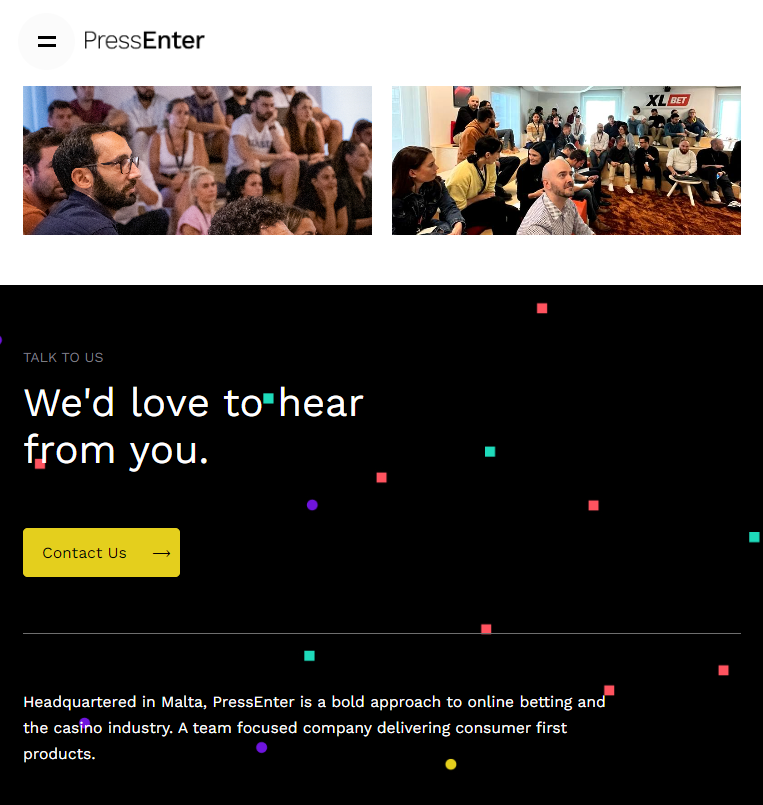 PressEnter
XL BET
TALK TO US
We'd love to hear
from you.
Contact Us
Headquartered in Malta, PressEnter is a bold approach to online betting and
the casino industry. A team focused company delivering consumer first
products.